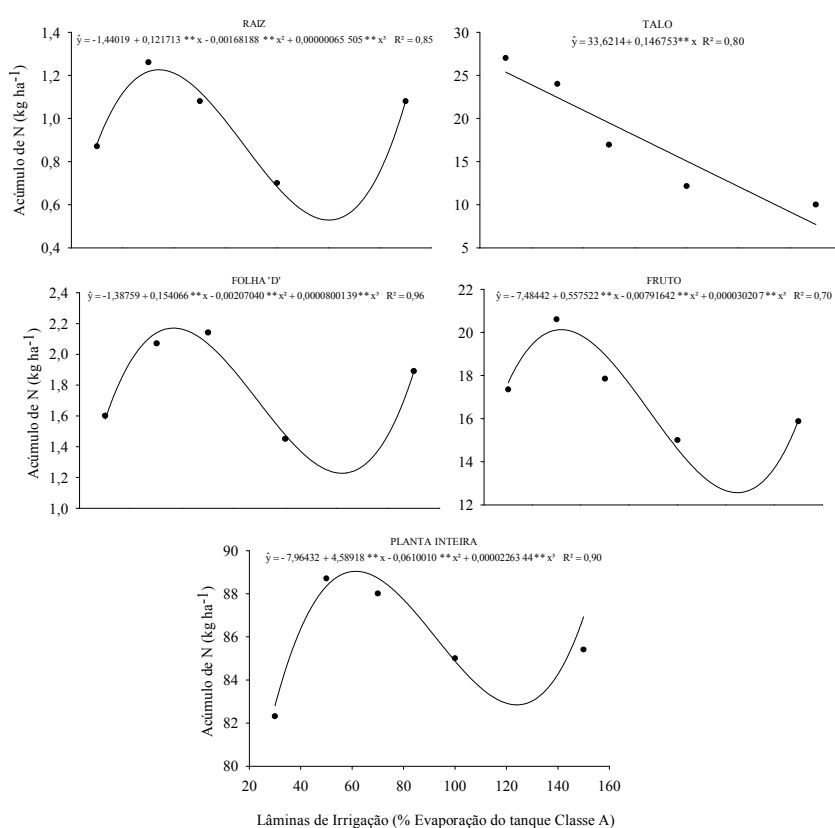 RAIZ
ŷ = -1,44019 + 0,121713 ** x - 0,00168188 ** x² + 0,00000065 505 ** x³ R² = 0,85
Acúmulo de N (kg ha-1)
1,4
1,2
1,0
0,8
0,6
0,4
TALO
ŷ = 33,6214+ 0,146753** x R² = 0,80
30
25
20
15
10
5
FOLHA 'D'
ŷ = -1,38759 + 0,154066 ** x - 0,00207040 ** x² + 0,0000800139 ** x³ R² = 0,96
Acúmulo de N (kg ha-1)
2,4
2,2
2,0
1,8
1,6
1,4
1,2
1,0
FRUTO
ŷ = - 7,48442 + 0,557522 ** x - 0,00791642 ** x² + 0,000030207 ** x³ R² = 0,70
22
20
18
16
14
12
PLANTA INTEIRA
ŷ = - 7,96432 + 4,58918 ** x - 0,0610010 ** x² + 0,00002263 44 ** x³ R² = 0,90
Acúmulo de N (kg ha-1)
90
88
86
84
82
80
20 40 60 80 100 120 140 160
Lâminas de Irrigação (% Evaporação do tanque Classe A)